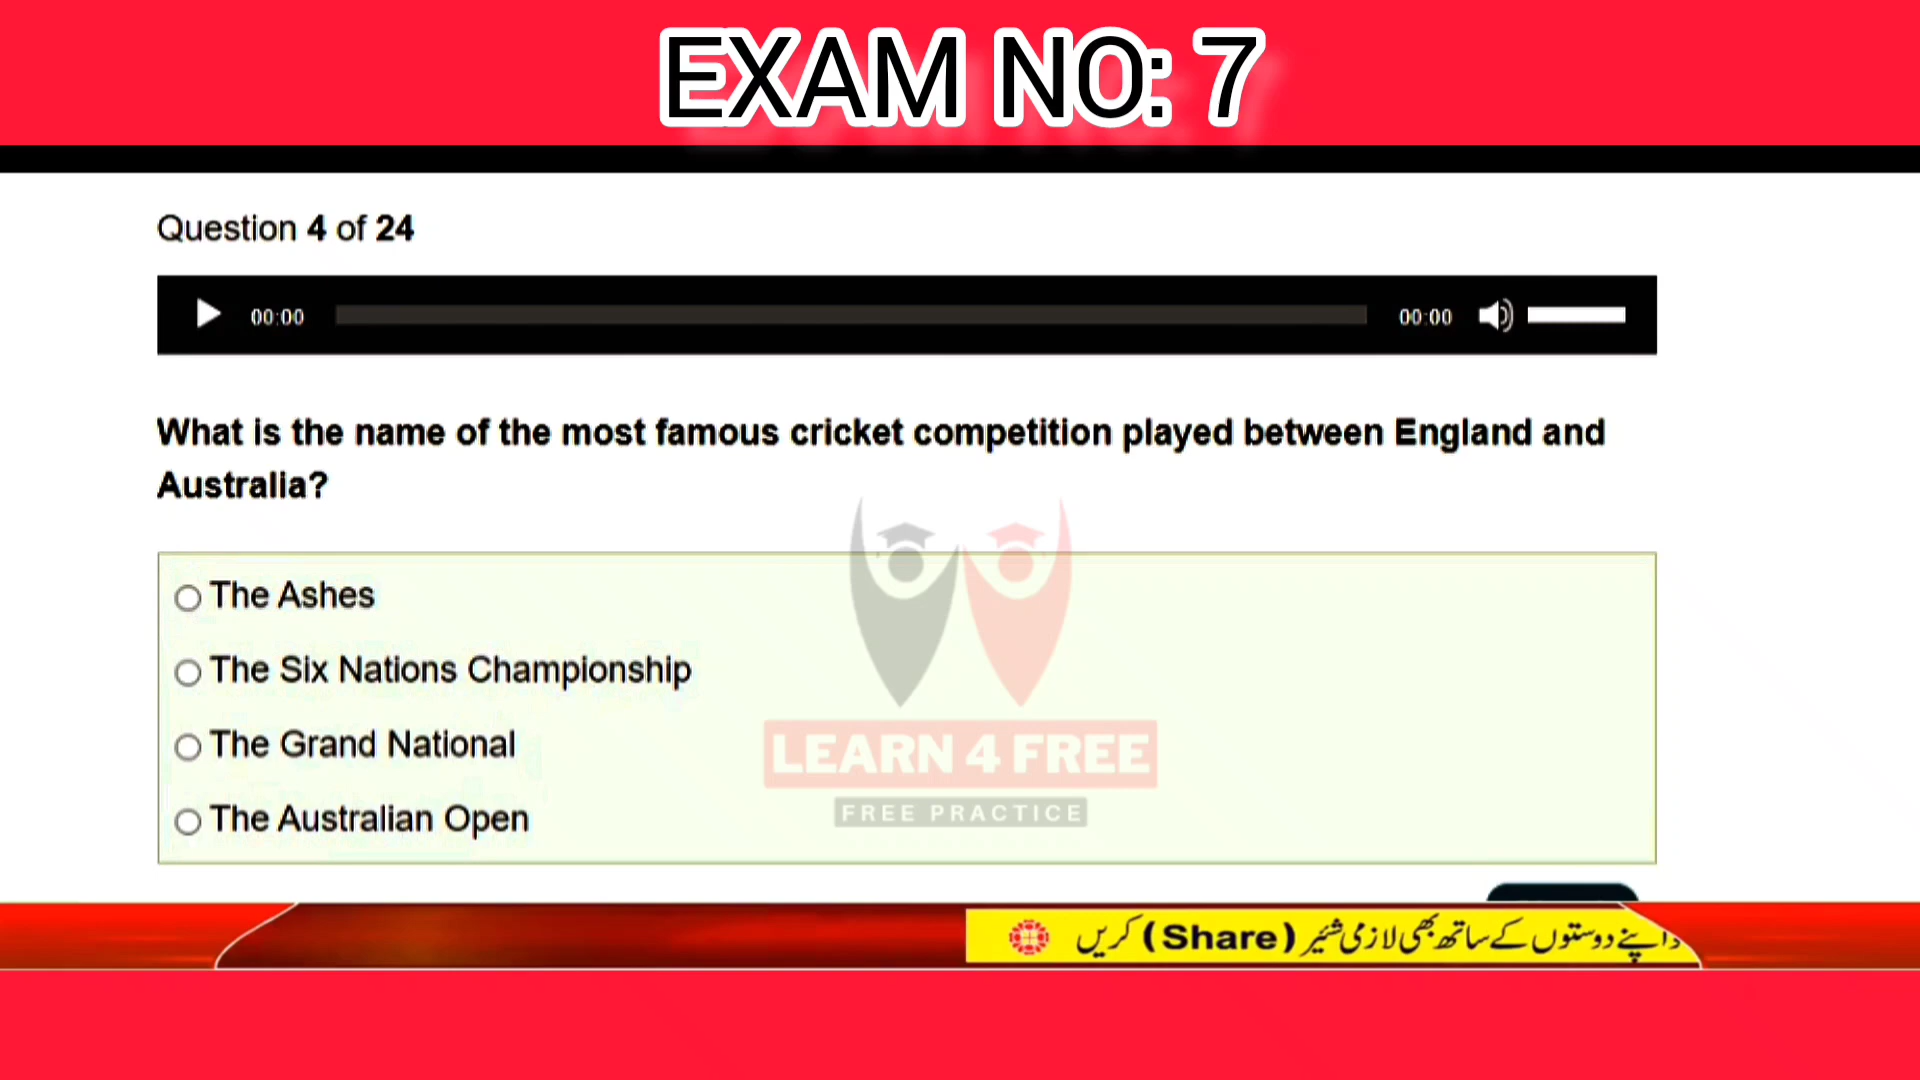 EXAM NO: 7
Question 4 of 24
00:00
00:00
What is the name of the most famous cricket competition played between England and
Australia?
The Ashes
The Six Nations Championship
The Grand National
The Australian Open
LEARN 4 FREE
FREE PRACTICE
اپنے دوستوں کے ساتھ بھی لازمی شئیر (Share) کریں